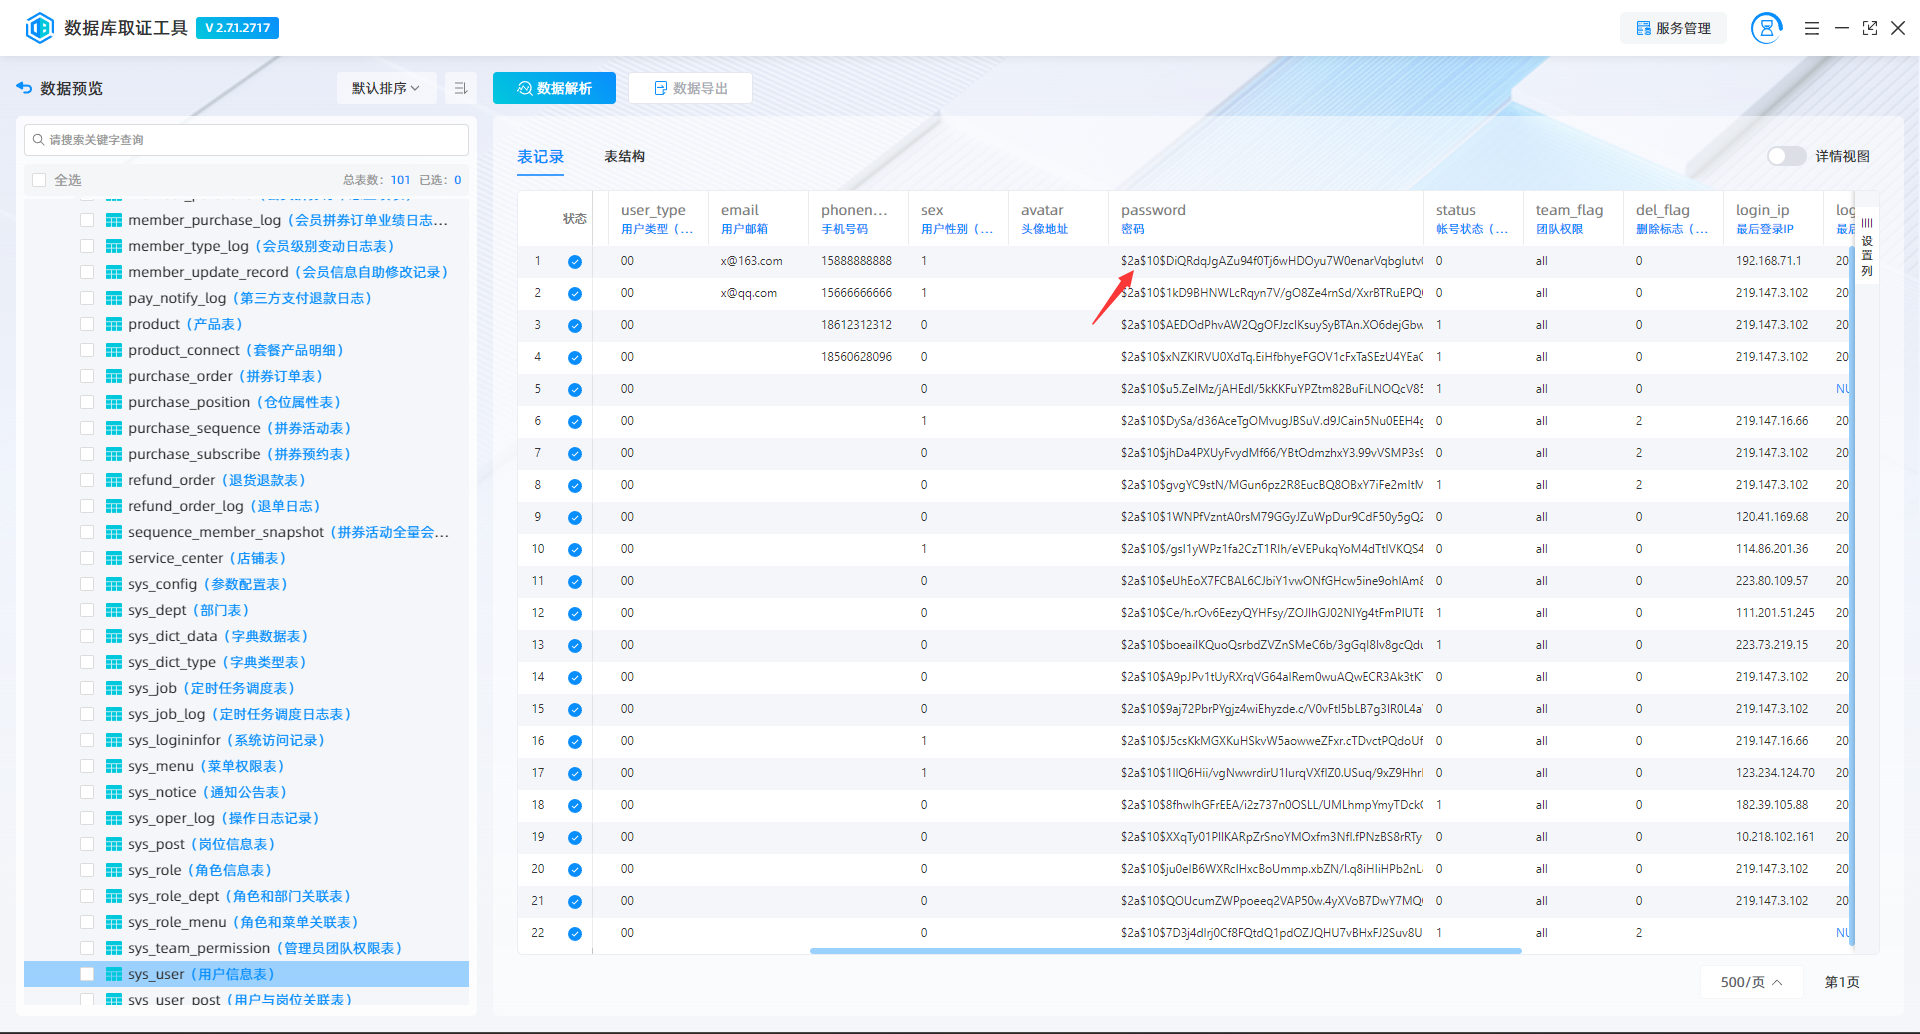 数据库取证工具 V 2.7.1.2717
服务管理
数据预览
默认排序
数据解析
数据导出
请搜索关键字查询
全选
总表数: 101 已选: 0
member_purchase_log（会员拼券订单业绩日志...
member_type_log（会员级别变动日志表）
member_update_record（会员信息自助修改记录）
pay_notify_log（第三方支付退款日志）
product（产品表）
product_connect（套餐产品明细）
purchase_order（拼券订单表）
purchase_position（仓位属性表）
purchase_sequence（拼券活动表）
purchase_subscribe（拼券预约表）
refund_order（退货退款表）
refund_order_log（退单日志）
sequence_member_snapshot（拼券活动全量会...
service_center（店铺表）
sys_config（参数配置表）
sys_dept（部门表）
sys_dict_data（字典数据表）
sys_dict_type（字典类型表）
sys_job（定时任务调度表）
sys_job_log（定时任务调度日志表）
sys_logininfor（系统访问记录）
sys_menu（菜单权限表）
sys_notice（通知公告表）
sys_oper_log（操作日志记录）
sys_post（岗位信息表）
sys_role（角色信息表）
sys_role_dept（角色和部门关联表）
sys_role_menu（角色和菜单关联表）
sys_team_permission（管理员团队权限表）
sys_user（用户信息表）
sys_user_post（用户与岗位关联表）
表记录 表结构
详情视图
状态 user_type email phonen... sex avatar password status team_flag del_flag login_ip log
用户类型（... 用户邮箱 手机号码 用户性别（... 头像地址 密码 帐号状态（... 团队权限 删除标志（... 最后登录IP 最后
设置列
1 00 x@163.com 15888888888 1 $2a$10$DiQRdqJgAZu94f0Tj6wHDOyu7W0enarVqbglutv 0 all 0 192.168.71.1 20
2 00 x@qq.com 15666666666 1 $2a$10$1kD9BHNWLcRqyn7V/gO8Ze4rnSd/XxrBTRuEPQ 0 all 0 219.147.3.102 20
3 00 18612312312 0 $2a$10$AEDOdPhvAW2QgOFJzcIKsuySyBTAn.XO6dejGbw 1 all 0 219.147.3.102 20
4 00 18560628096 0 $2a$10$xNZKlRVU0XdTq.EiHfbhyeFGOV1cFxTaSEzU4YEa 1 all 0 219.147.3.102 20
5 00 0 $2a$10$u5.ZelMz/jAHEdl/5kKKFuYPZtm82BuFiLNOQcV85 1 all 0 NU
6 00 1 $2a$10$DySa/d36AceTgOMvugJBSuV.d9JCain5Nu0EEH4g 0 all 2 219.147.16.66 20
7 00 0 $2a$10$jhDa4PXUyFvydMf66/YBtOdmzhxY3.99vVSMP3s9 0 all 2 219.147.3.102 20
8 00 0 $2a$10$gvgYC9stN/MGun6pz2R8EucBQ8OBxY7iFe2mltM 1 all 2 219.147.3.102 20
9 00 0 $2a$10$1WNPfVzntA0rsM79GGyJZuWpDur9CdF50y5gQ2 0 all 0 120.41.169.68 20
10 00 1 $2a$10$/gsl1yWPz1fa2CzT1Rlh/eVEPukqYoM4dTtlVKQS4 0 all 0 114.86.201.36 20
11 00 0 $2a$10$eUhEoX7FCBAL6CJbiY1vwONfGHcw5ine9ohlAm8 0 all 0 223.80.109.57 20
12 00 0 $2a$10$Ce/h.rOv6EezyQYHFsy/ZOJlhGJ02NIYg4tFmPlUTE 1 all 0 111.201.51.245 20
13 00 0 $2a$10$boeailKQuoQsrbdZVZnSMeC6b/3gGql8lv8gcQdu 1 all 0 223.73.219.15 20
14 00 0 $2a$10$A9pJPv1tUyRXrqVG64alRem0wuAQwECR3Ak3tK 0 all 0 219.147.3.102 20
15 00 0 $2a$10$9aj72PbrPYgjz4wiEhyzde.c/V0vFtl5bLB7g3lR0L4a 0 all 0 219.147.3.102 20
16 00 1 $2a$10$J5csKkMGXKuHSkvW5aowweZFxr.cTDvctPQdoUf 0 all 0 219.147.16.66 20
17 00 1 $2a$10$1llQ6Hii/vgNwwrdirU1lurqVXflZ0.USuq/9xZ9Hhr 0 all 0 123.234.124.70 20
18 00 0 $2a$10$8fhwlhGFrEEA/i2z737n0OSLL/UMLhmpYmyTDck 1 all 0 182.39.105.88 20
19 00 0 $2a$10$XXqTy01PllKARpZrSnoYMOxfm3Nfl.fPNzBS8rRTy 0 all 0 10.218.102.161 20
20 00 0 $2a$10$ju0elB6WXRclHxcBoUmmp.xbZN/l.q8iHliHPb2nL 0 all 0 219.147.3.102 20
21 00 0 $2a$10$QOUcumZWPpoeeq2VAP50w.4yXVoB7DwY7MQ 0 all 0 219.147.3.102 20
22 00 0 $2a$10$7D3j4dlrj0Cf8FQtdQ1pdOZJQHU7vBHxFJ2Suv8U 1 all 2 NU
500/页 第1页